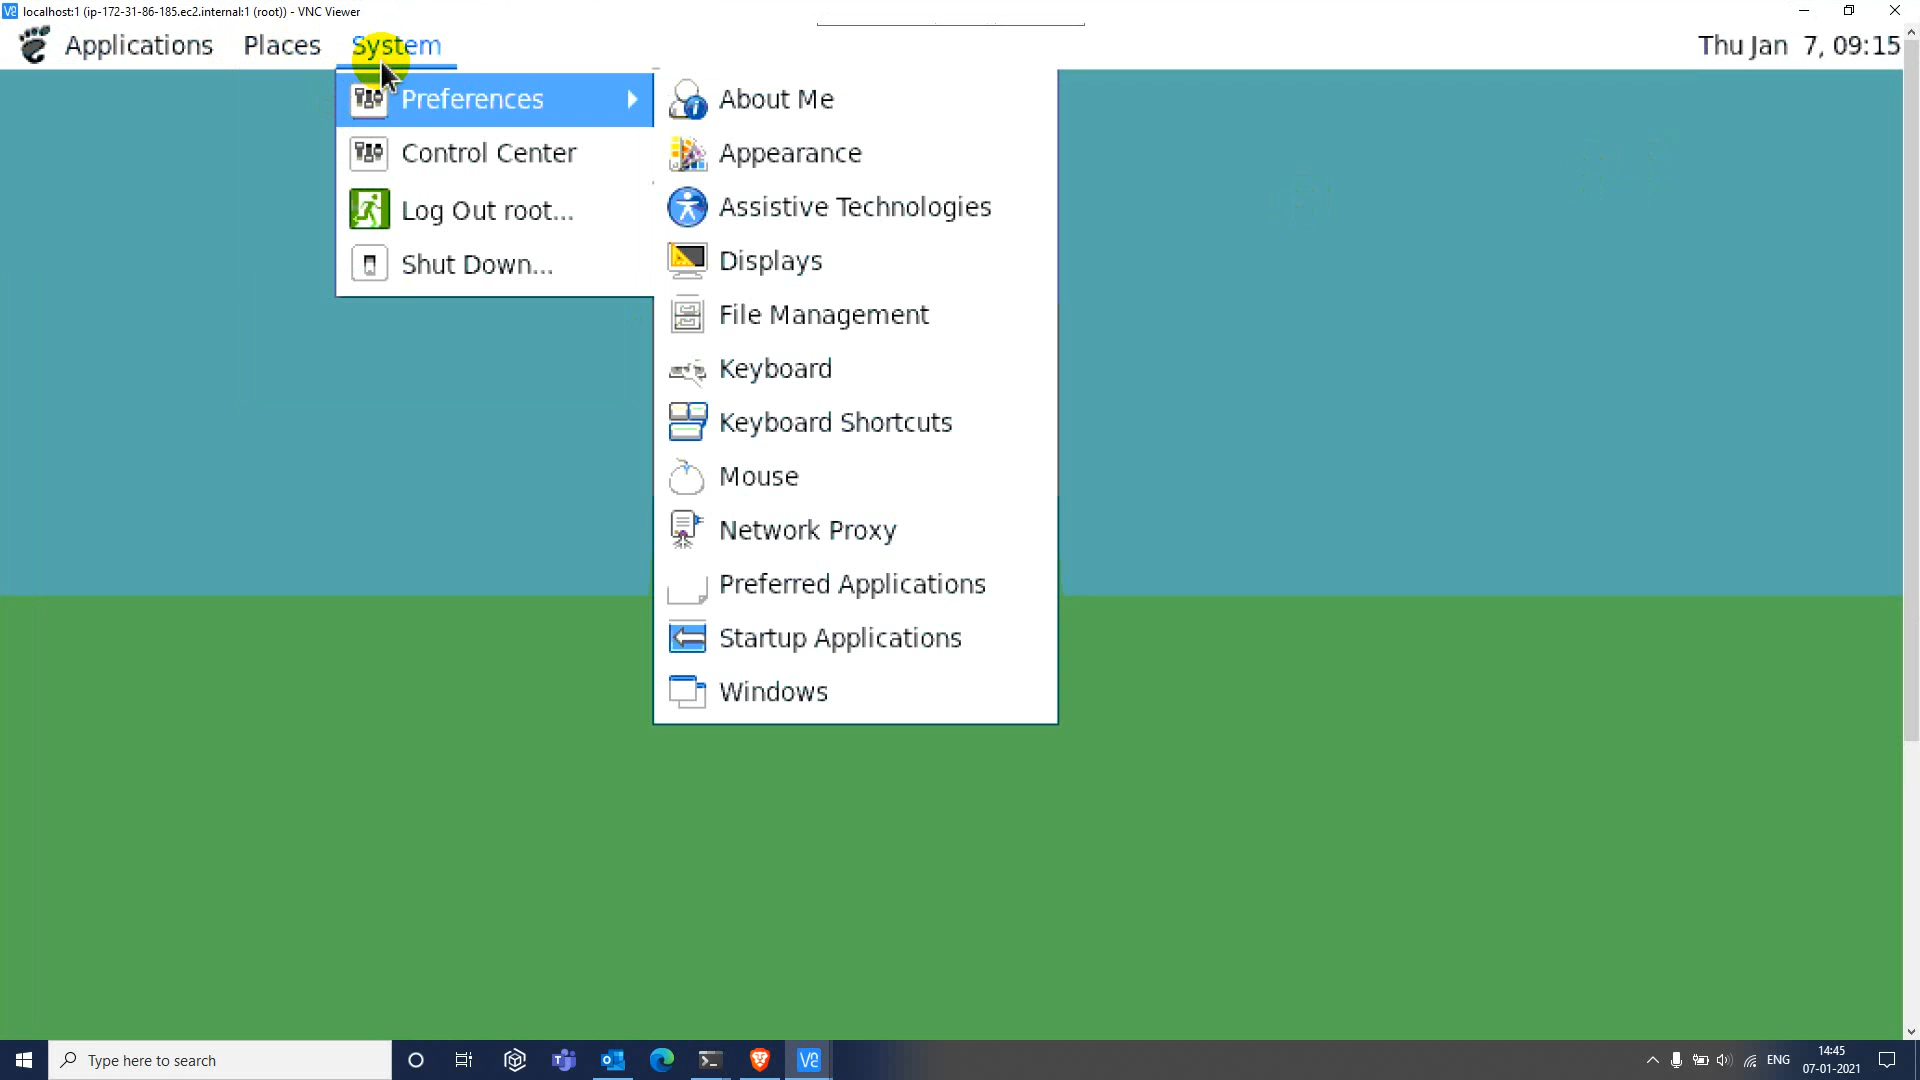 localhost:1 (ip-172-31-86-185.ec2.internal:1 (root)) - VNC Viewer
Applications Places System
Thu Jan 7, 09:15
Preferences
Control Center
Log Out root...
Shut Down...
About Me
Appearance
Assistive Technologies
Displays
File Management
Keyboard
Keyboard Shortcuts
Mouse
Network Proxy
Preferred Applications
Startup Applications
Windows
Type here to search
ENG
14:45
07-01-2021